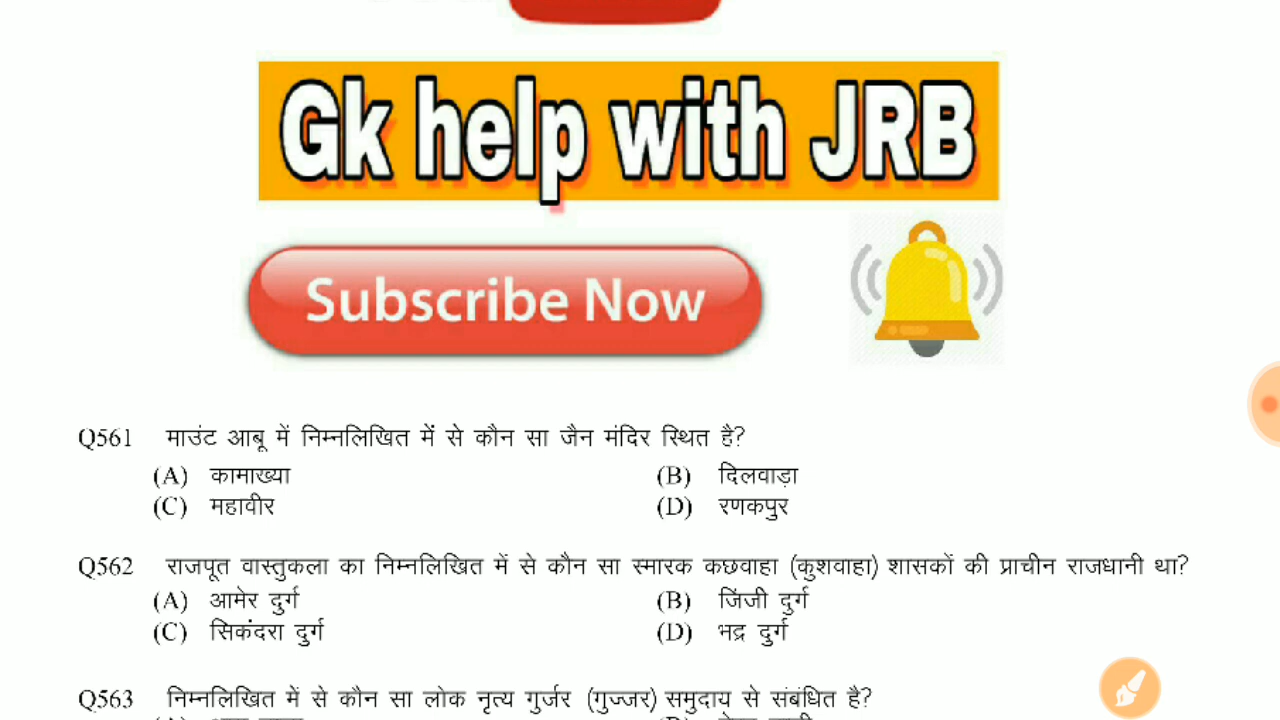 Gk help with JRB
Subscribe Now
Q561 माउंट आबू में निम्नलिखित में से कौन सा जैन मंदिर स्थित है?
(A) कामाख्या (B) दिलवाड़ा
(C) महावीर (D) रणकपुर
Q562 राजपूत वास्तुकला का निम्नलिखित में से कौन सा स्मारक कछवाहा (कुशवाहा) शासकों की प्राचीन राजधानी था?
(A) आमेर दुर्ग (B) जिंजी दुर्ग
(C) सिकंदरा दुर्ग (D) भद्र दुर्ग
Q563 निम्नलिखित में से कौन सा लोक नृत्य गुर्जर (गुज्जर) समुदाय से संबंधित है?